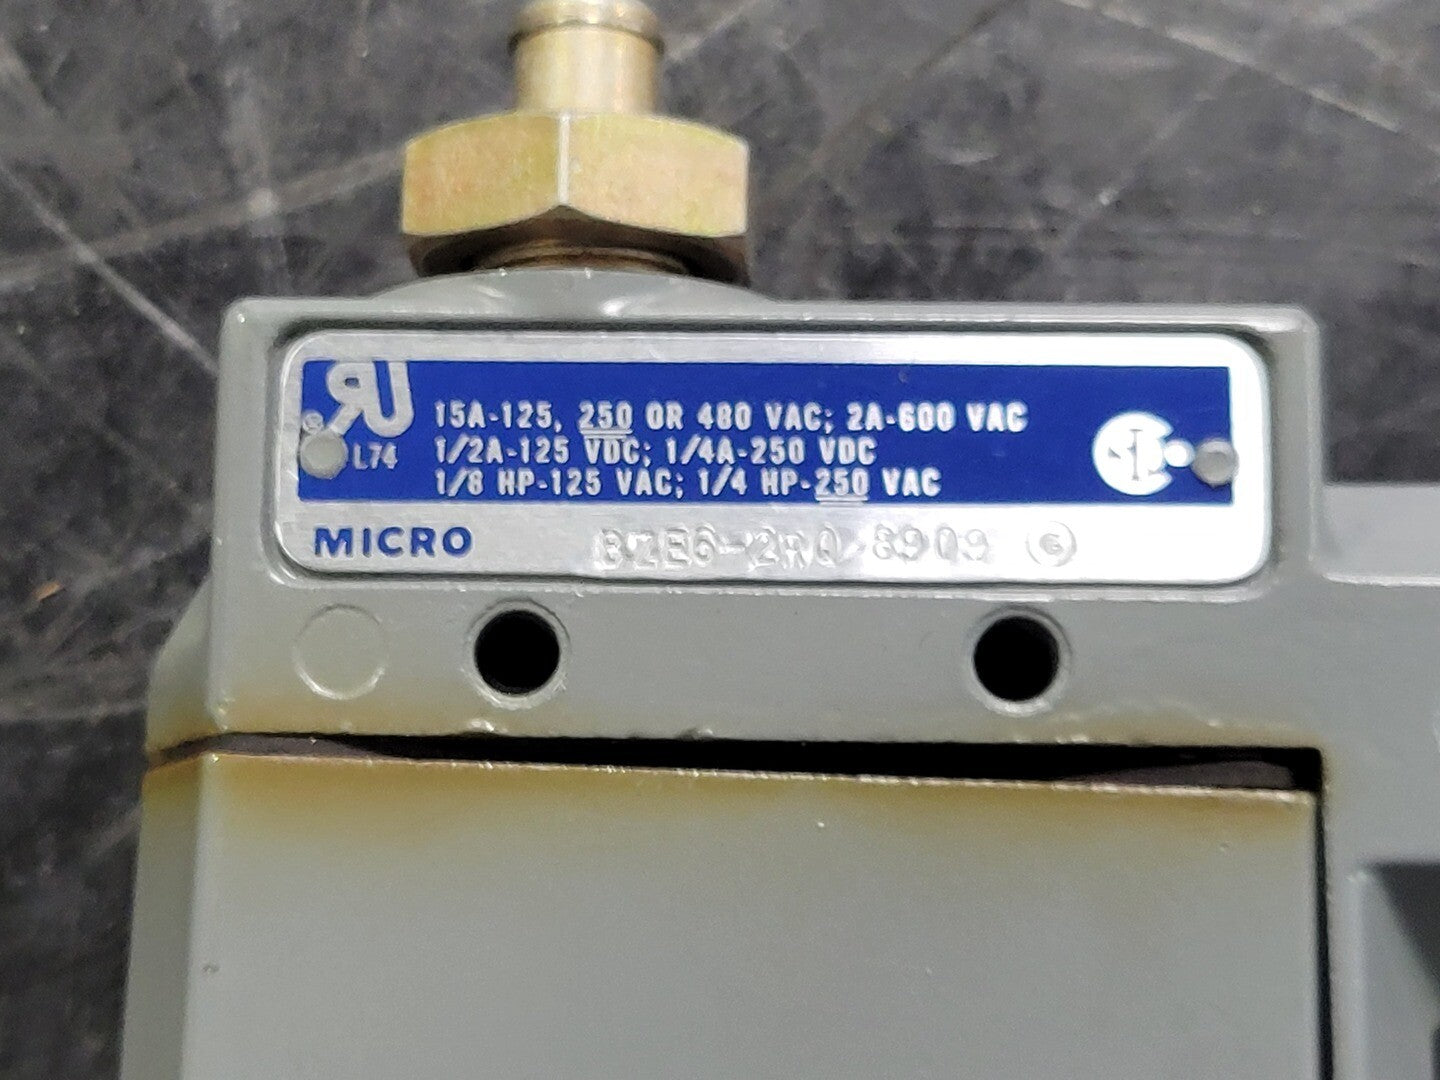 15A-125, 250 OR 480 VAC; 2A-600 VAC
L74 1/2A-125 VDC; 1/4A-250 VDC
1/8 HP-125 VAC; 1/4 HP-250 VAC
MICRO BZE6-2RQ 8909 G